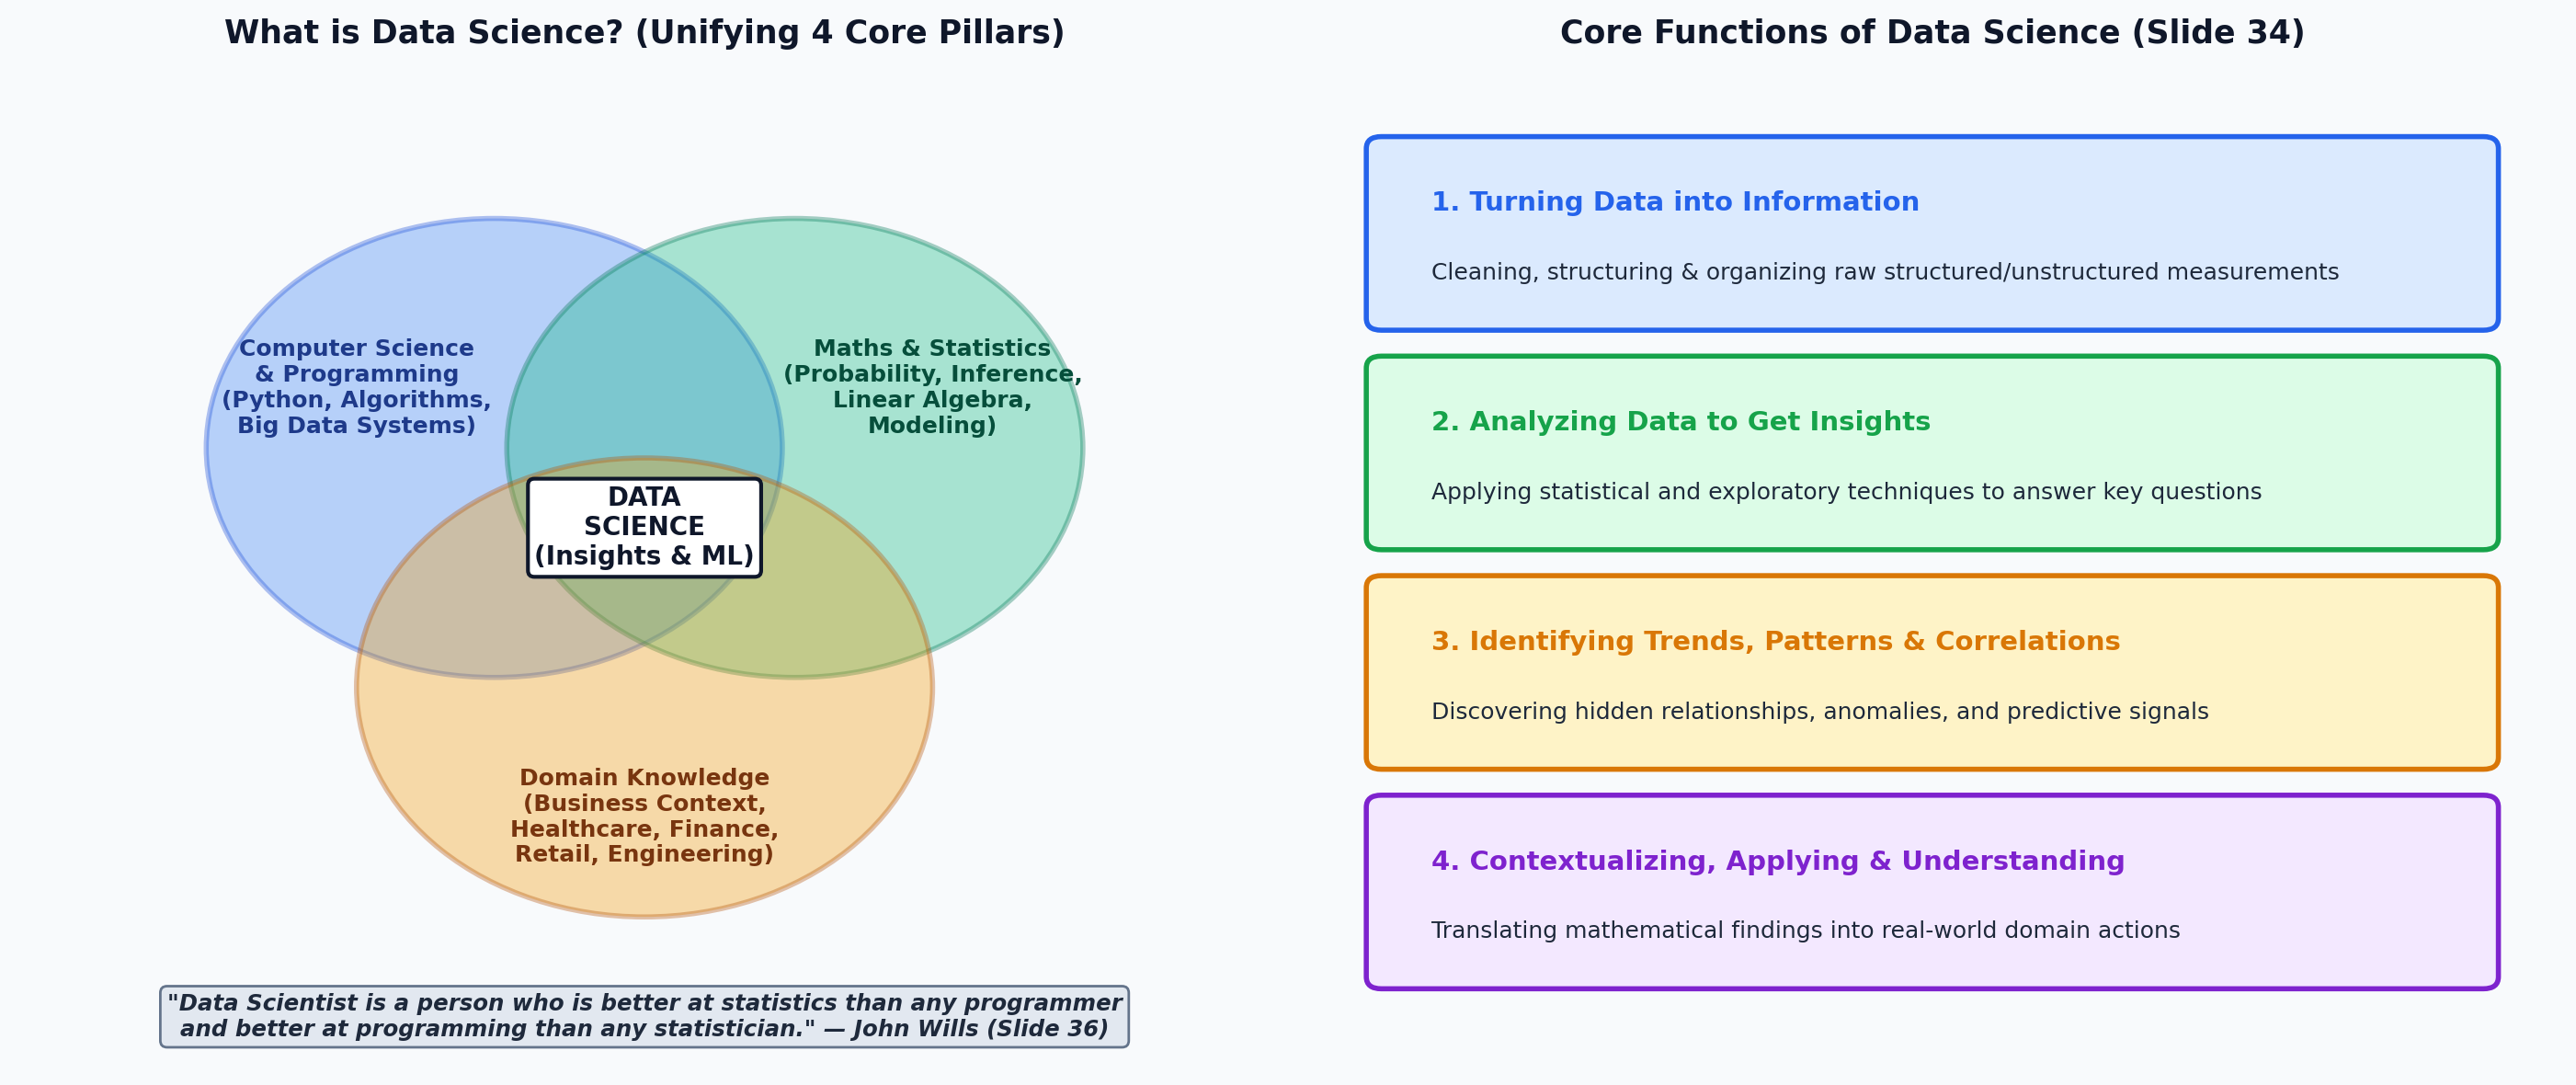 What is Data Science? (Unifying 4 Core Pillars)
Computer Science
& Programming
(Python, Algorithms,
Big Data Systems)
Maths & Statistics
(Probability, Inference,
Linear Algebra,
Modeling)
DATA
SCIENCE
(Insights & ML)
Domain Knowledge
(Business Context,
Healthcare, Finance,
Retail, Engineering)
"Data Scientist is a person who is better at statistics than any programmer
and better at programming than any statistician." — John Wills (Slide 36)
Core Functions of Data Science (Slide 34)
1. Turning Data into Information
Cleaning, structuring & organizing raw structured/unstructured measurements
2. Analyzing Data to Get Insights
Applying statistical and exploratory techniques to answer key questions
3. Identifying Trends, Patterns & Correlations
Discovering hidden relationships, anomalies, and predictive signals
4. Contextualizing, Applying & Understanding
Translating mathematical findings into real-world domain actions